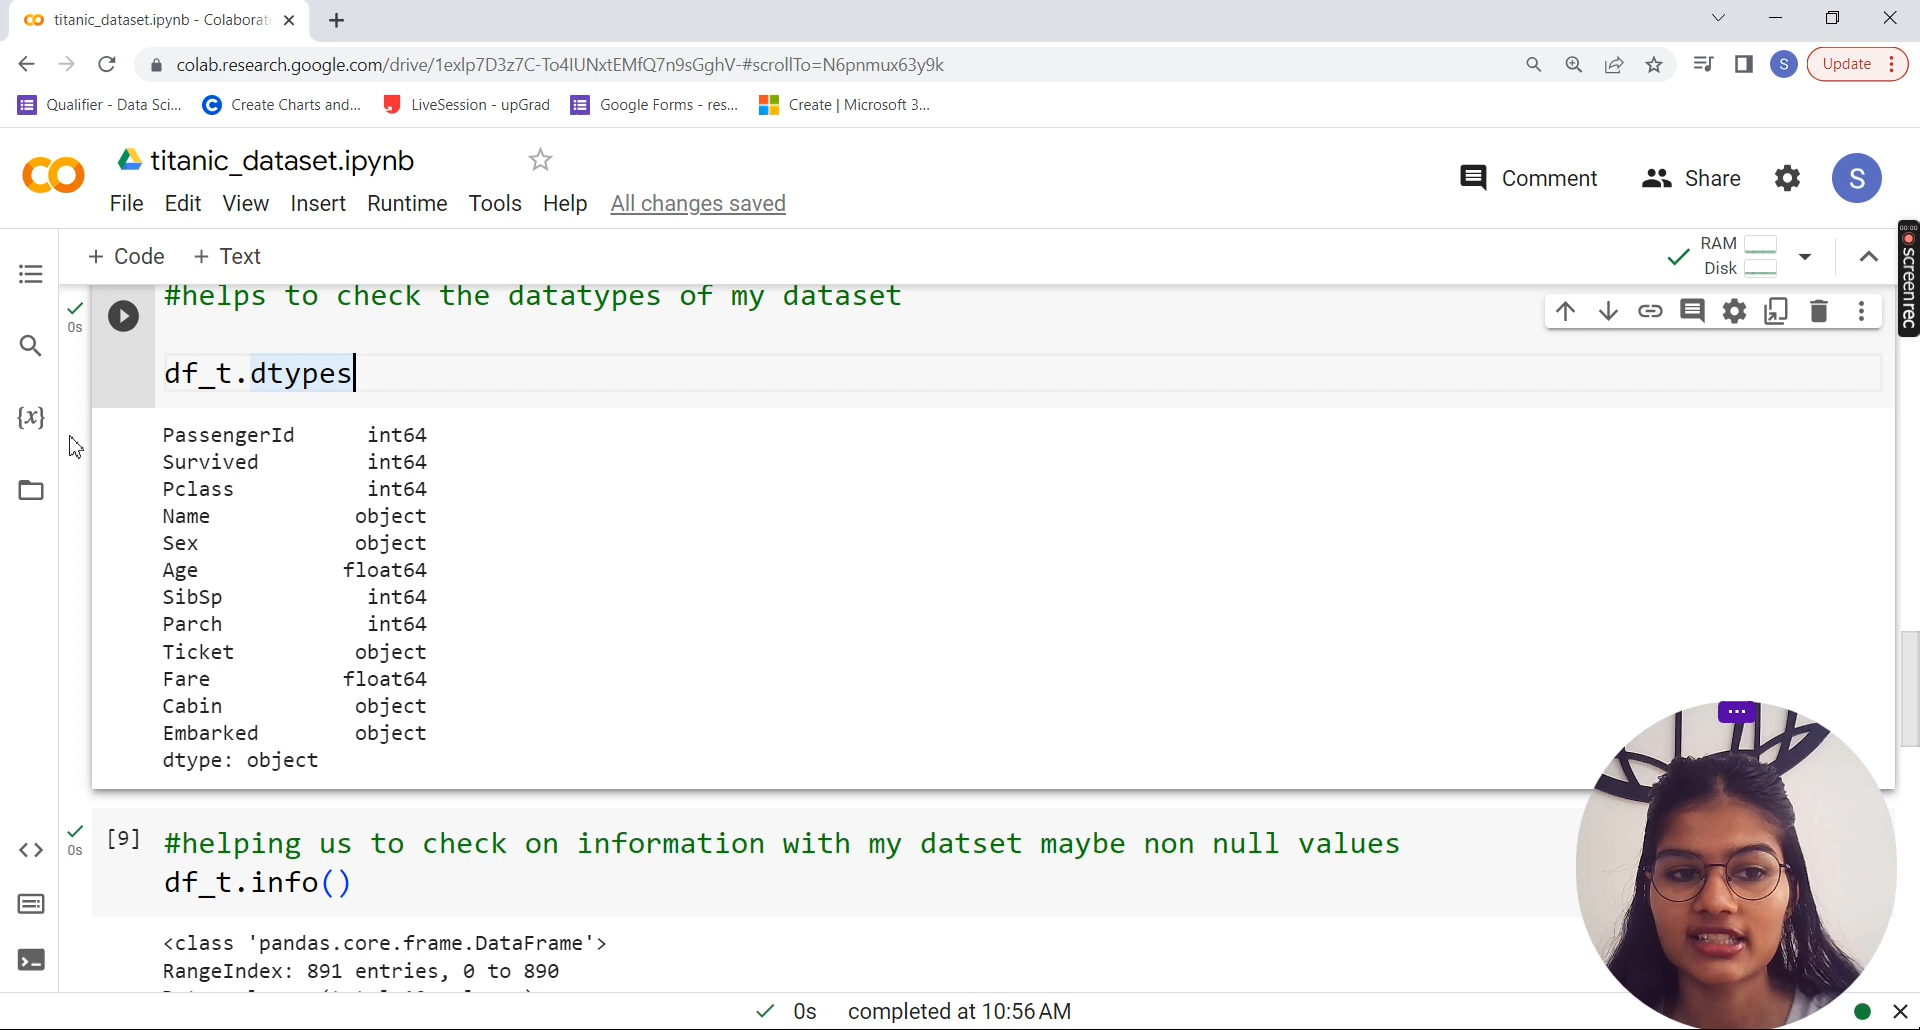 titanic_dataset.ipynb - Colaborat
colab.research.google.com/drive/1exlp7D3z7C-To4IUNxtEMfQ7n9sGghV-#scrollTo=N6pnmux63y9k
S
Update
Qualifier - Data Sci...
Create Charts and...
LiveSession - upGrad
Google Forms - res...
Create | Microsoft 3...
titanic_dataset.ipynb
Comment
Share
S
File Edit View Insert Runtime Tools Help All changes saved
+ Code + Text
RAM
Disk
00:00
screenrec
#helps to check the datatypes of my dataset
0s
df_t.dtypes
{x}
PassengerId int64
Survived int64
Pclass int64
Name object
Sex object
Age float64
SibSp int64
Parch int64
Ticket object
Fare float64
Cabin object
Embarked object
dtype: object
0s
[9] #helping us to check on information with my datset maybe non null values
df_t.info()
<class 'pandas.core.frame.DataFrame'>
RangeIndex: 891 entries, 0 to 890
0s completed at 10:56 AM